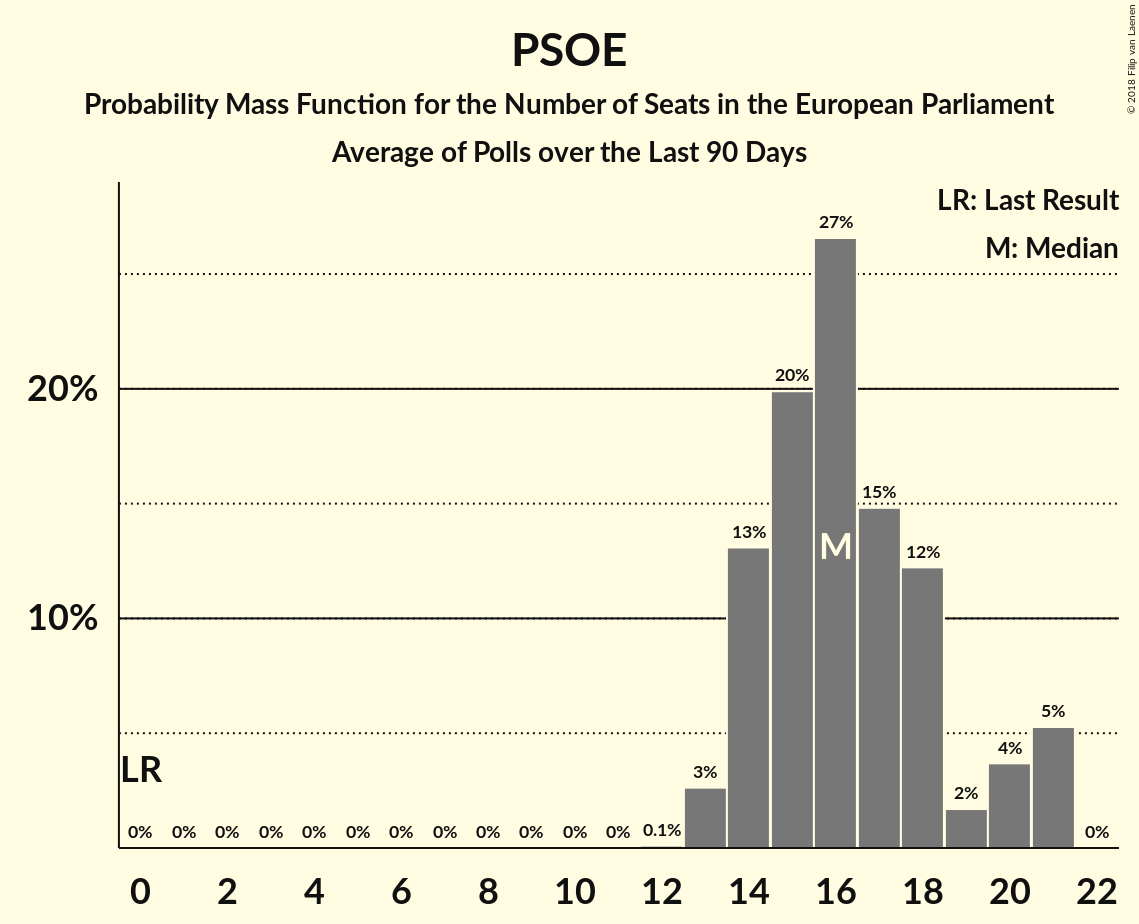 PSOE
Probability Mass Function for the Number of Seats in the European Parliament
Average of Polls over the Last 90 Days
© 2018 Filip van Laenen
LR: Last Result
M: Median
27%
20%
20%
15%
13%
M
12%
10%
5%
4%
LR
3%
2%
0% 0% 0% 0% 0% 0% 0% 0% 0% 0% 0% 0% 0.1% 0%
0 2 4 6 8 10 12 14 16 18 20 22